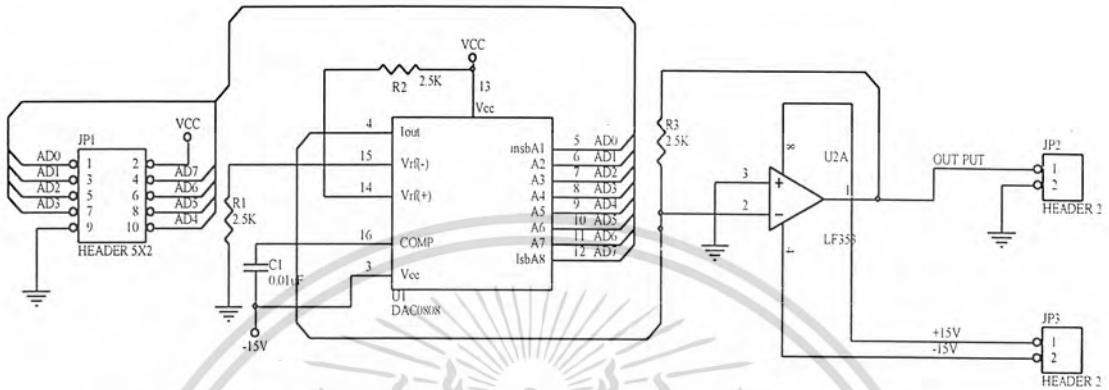 VCC
R2
2.5K
13
Vcc
JP1
VCC
AD0
1
2
AD1
3
4
AD7
AD2
5
6
AD6
AD3
7
8
AD5
9
10
AD4
HEADER 5X2
4
Iout
15
Vrf(-)
14
Vrf(+)
16
COMP
3
Vcc
R1
2.5K
C1
0.01uF
-15V
U1
DAC0808
msbA1
5
AD0
A2
6
AD1
A3
7
AD2
A4
8
AD3
A5
9
AD4
A6
10
AD5
A7
11
AD6
lsbA8
12
AD7
R3
2.5K
8
U2A
3
+
2
-
1
4
LF353
OUT PUT
JP2
1
2
HEADER 2
JP3
+15V
1
-15V
2
HEADER 2